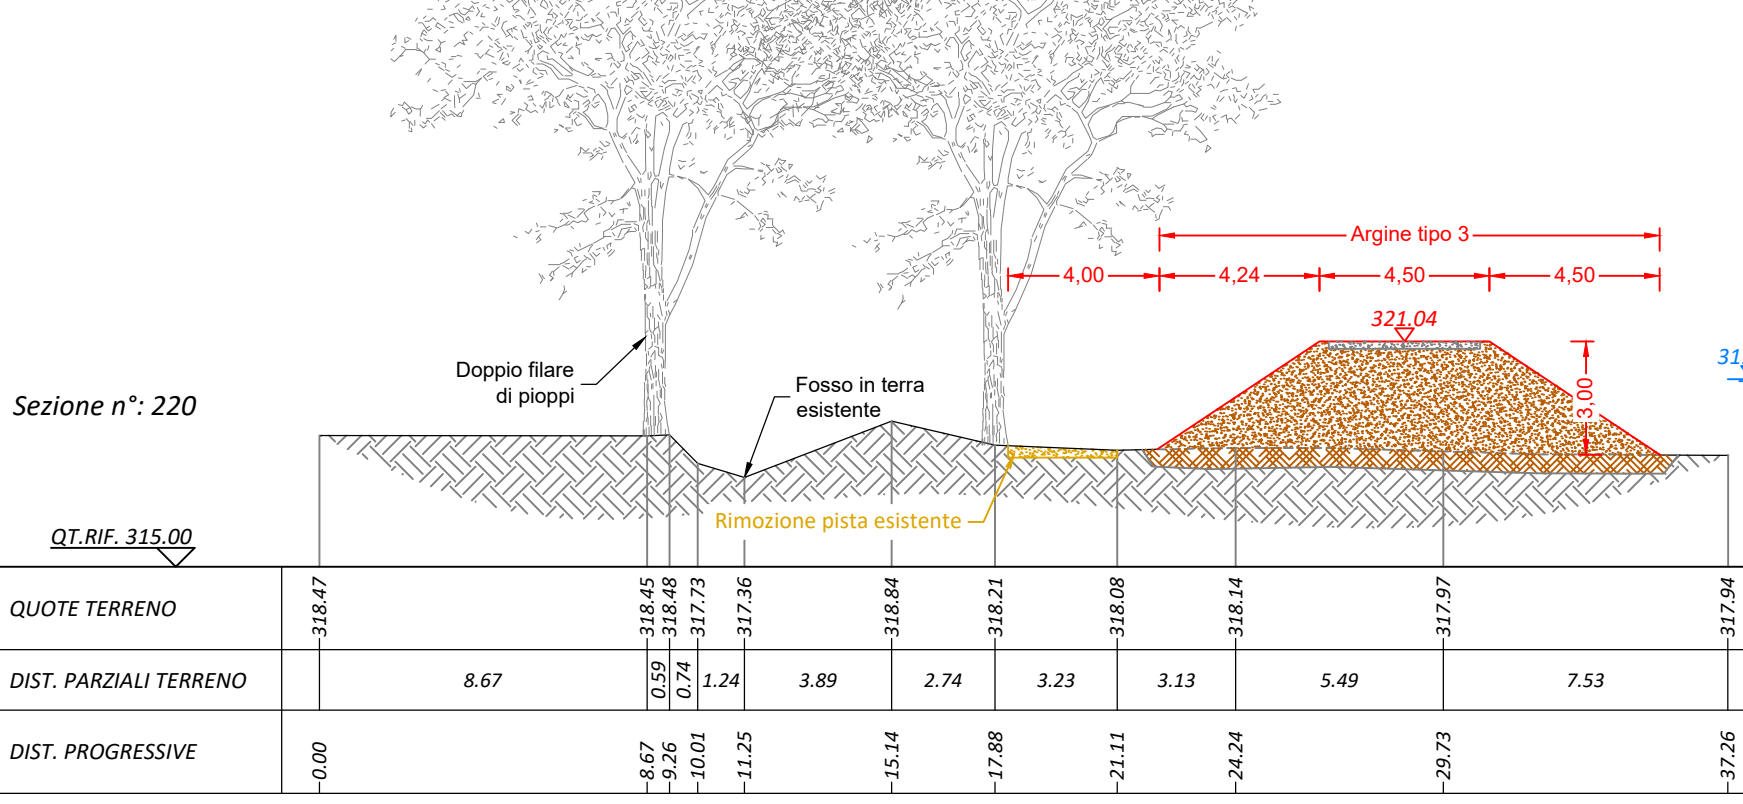 Argine tipo 3
4,00 4,24 4,50 4,50
321.04
31,
3,00
Doppio filare
di pioppi
Fosso in terra
esistente
Sezione n°: 220
Rimozione pista esistente
QT.RIF. 315.00
QUOTE TERRENO 318.47 318.45 318.48 317.73 317.36 318.84 318.21 318.08 318.14 317.97 317.94
DIST. PARZIALI TERRENO 8.67 0.59 0.74 1.24 3.89 2.74 3.23 3.13 5.49 7.53
DIST. PROGRESSIVE 0.00 8.67 9.26 10.01 11.25 15.14 17.88 21.11 24.24 29.73 37.26